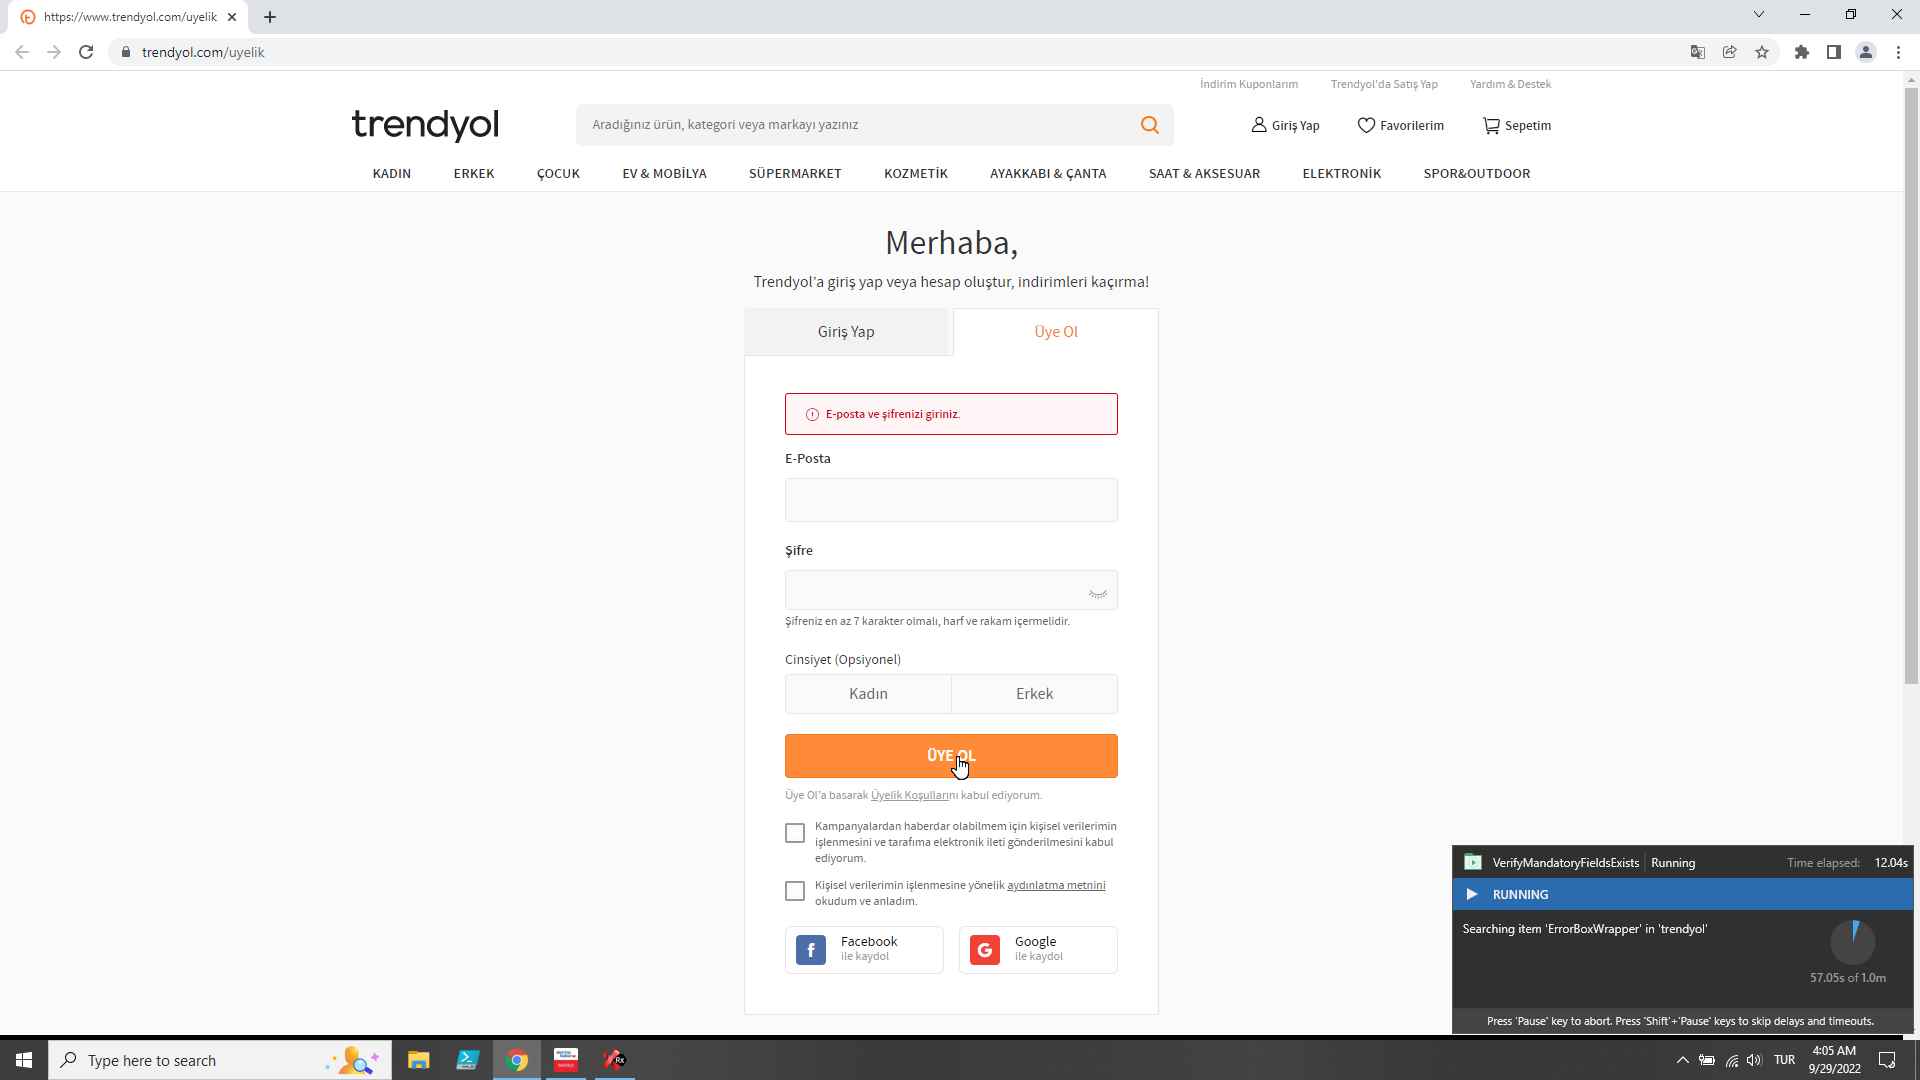 https://www.trendyol.com/uyelik
trendyol.com/uyelik
İndirim Kuponlarım Trendyol'da Satış Yap Yardım & Destek
trendyol
Aradığınız ürün, kategori veya markayı yazınız
Giriş Yap Favorilerim Sepetim
KADIN ERKEK ÇOCUK EV & MOBİLYA SÜPERMARKET KOZMETİK AYAKKABI & ÇANTA SAAT & AKSESUAR ELEKTRONİK SPOR&OUTDOOR
Merhaba,
Trendyol'a giriş yap veya hesap oluştur, indirimleri kaçırma!
Giriş Yap Üye Ol
E-posta ve şifrenizi giriniz.
E-Posta
Şifre
Şifreniz en az 7 karakter olmalı, harf ve rakam içermelidir.
Cinsiyet (Opsiyonel)
Kadın Erkek
ÜYE OL
Üye Ol'a basarak Üyelik Koşullarını kabul ediyorum.
Kampanyalardan haberdar olabilmem için kişisel verilerimin
işlenmesini ve tarafıma elektronik ileti gönderilmesini kabul
ediyorum.
Kişisel verilerimin işlenmesine yönelik aydınlatma metnini
okudum ve anladım.
f Facebook
ile kaydol
G Google
ile kaydol
VerifyMandatoryFieldsExists Running Time elapsed: 12.04s
RUNNING
Searching item 'ErrorBoxWrapper' in 'trendyol'
57.05s of 1.0m
Press 'Pause' key to abort. Press 'Shift'+'Pause' keys to skip delays and timeouts.
Type here to search
Rx
TUR
4:05 AM
9/29/2022